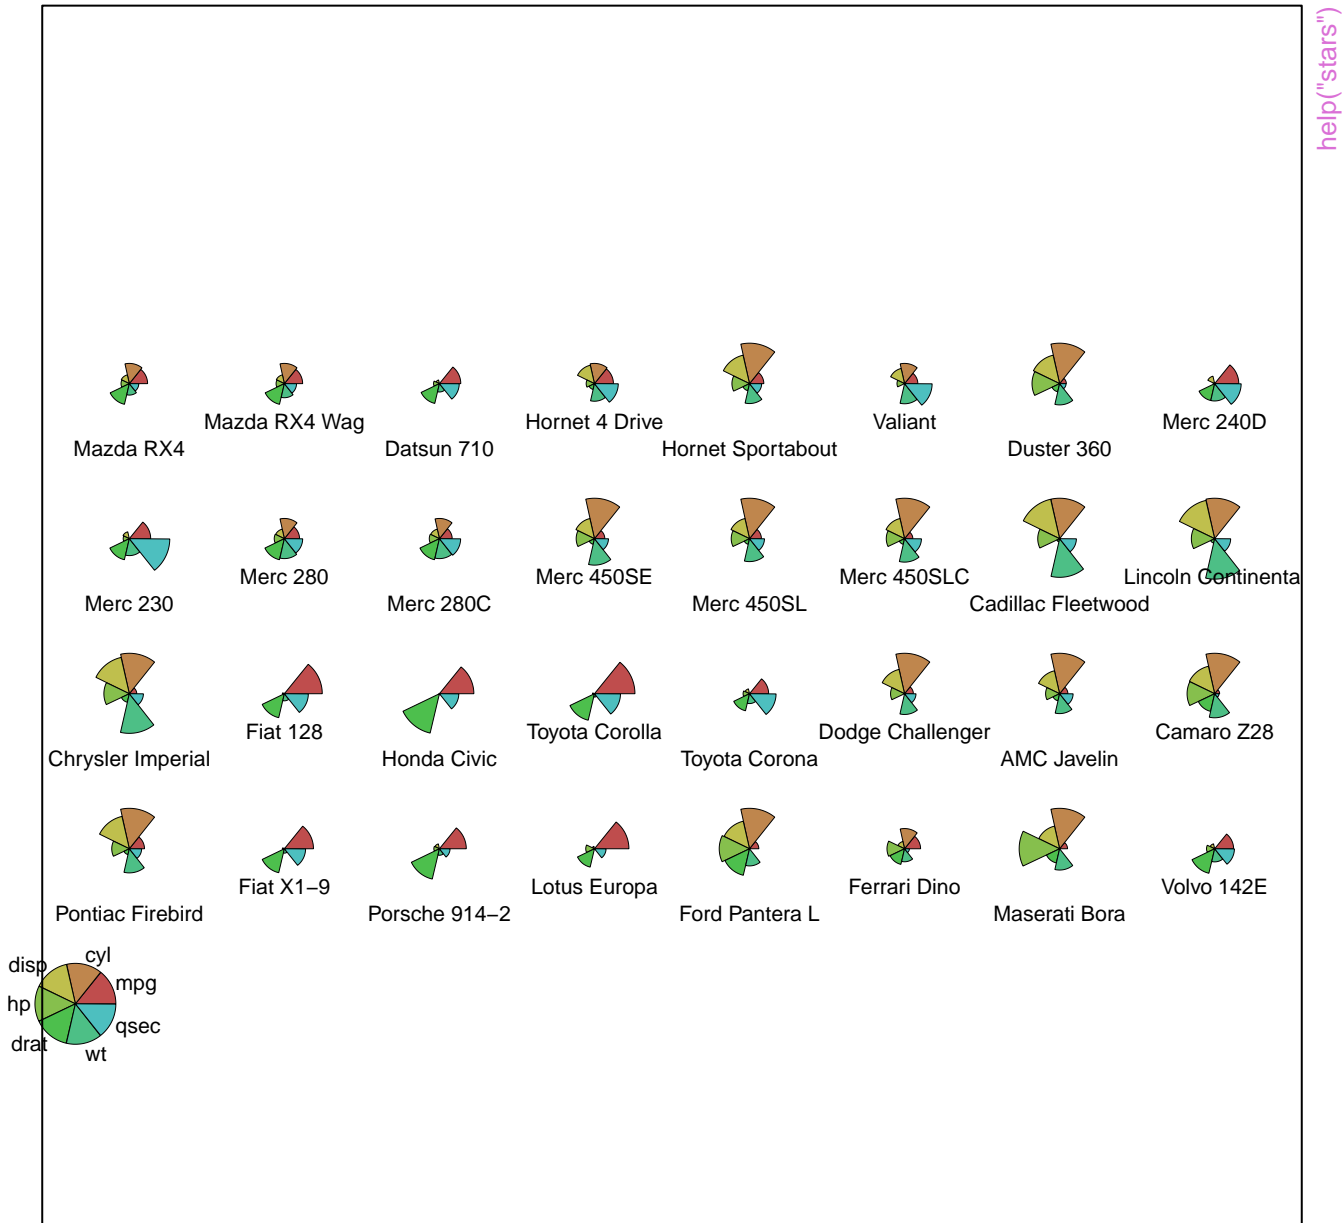 help("stars")
Mazda RX4 Wag
Hornet 4 Drive
Valiant
Merc 240D
Mazda RX4
Datsun 710
Hornet Sportabout
Duster 360
Merc 280
Merc 450SE
Merc 450SLC
Lincoln Continenta
Merc 230
Merc 280C
Merc 450SL
Cadillac Fleetwood
Fiat 128
Toyota Corolla
Dodge Challenger
Camaro Z28
Chrysler Imperial
Honda Civic
Toyota Corona
AMC Javelin
Fiat X1−9
Lotus Europa
Ferrari Dino
Volvo 142E
Pontiac Firebird
Porsche 914−2
Ford Pantera L
Maserati Bora
cyl
disp
mpg
hp
qsec
drat
wt